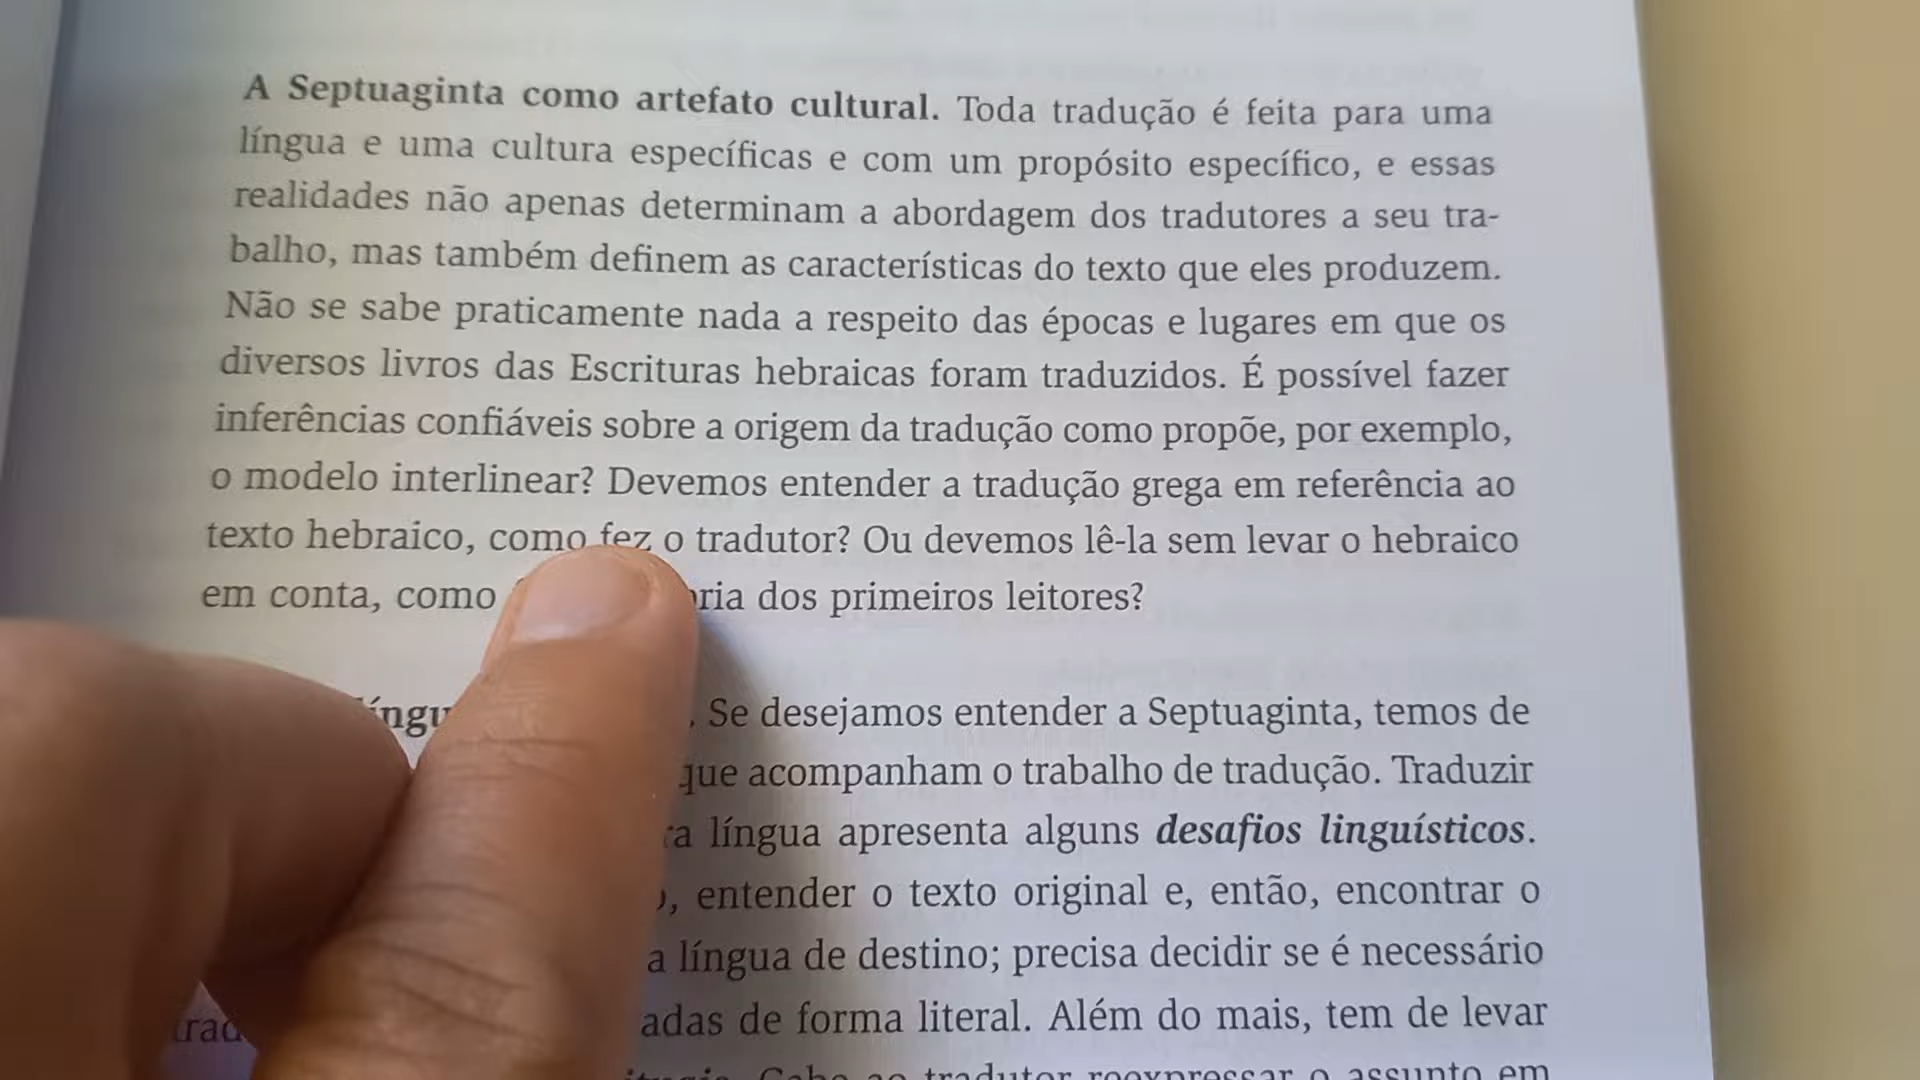 A Septuaginta como artefato cultural. Toda tradução é feita para uma
língua e uma cultura específicas e com um propósito específico, e essas
realidades não apenas determinam a abordagem dos tradutores a seu tra-
balho, mas também definem as características do texto que eles produzem.
Não se sabe praticamente nada a respeito das épocas e lugares em que os
diversos livros das Escrituras hebraicas foram traduzidos. É possível fazer
inferências confiáveis sobre a origem da tradução como propõe, por exemplo,
o modelo interlinear? Devemos entender a tradução grega em referência ao
texto hebraico, como fez o tradutor? Ou devemos lê-la sem levar o hebraico
em conta, como dos primeiros leitores?
. Se desejamos entender a Septuaginta, temos de
que acompanham o trabalho de tradução. Traduzir
língua apresenta alguns desafios linguísticos.
, entender o texto original e, então, encontrar o
a língua de destino; precisa decidir se é necessário
adas de forma literal. Além do mais, tem de levar
Cabe ao tradutor reexpressar o assunto em